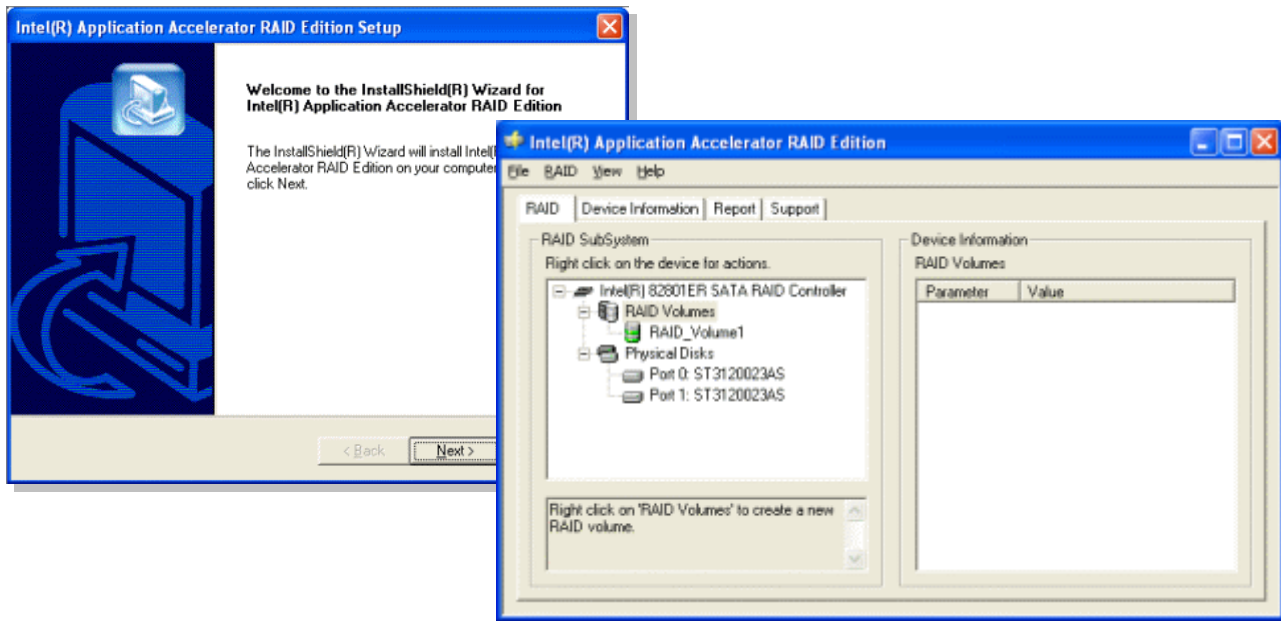 Intel(R) Application Accelerator RAID Edition Setup
Welcome to the InstallShield(R) Wizard for
Intel(R) Application Accelerator RAID Edition
The InstallShield(R) Wizard will install Intel(
Accelerator RAID Edition on your computer
click Next.
< Back
Next >
Intel(R) Application Accelerator RAID Edition
File RAID View Help
RAID Device Information Report Support
RAID SubSystem
Right click on the device for actions.
Intel(R) 82801ER SATA RAID Controller
RAID Volumes
RAID_Volume1
Physical Disks
Port 0: ST3120023AS
Port 1: ST3120023AS
Right click on 'RAID Volumes' to create a new
RAID volume.
Device Information
RAID Volumes
Parameter Value